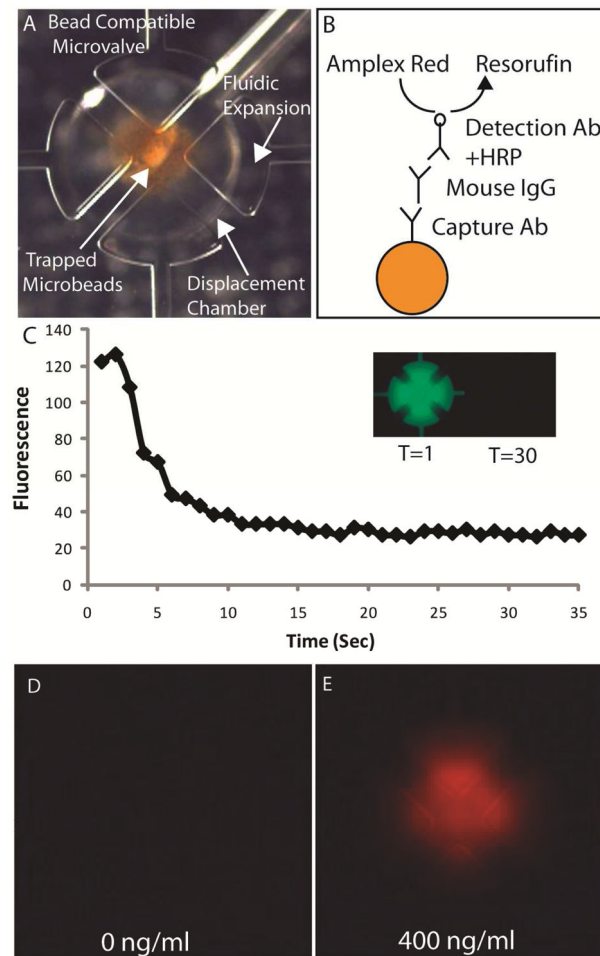 A
Bead Compatible
Microvalve
Fluidic
Expansion
Trapped
Microbeads
Displacement
Chamber
B
Amplex Red
Resorufin
Detection Ab
+HRP
Mouse IgG
Capture Ab
C
140
120
100
80
60
40
20
0
Fluorescence
0 5 10 15 20 25 30 35
Time (Sec)
T=1 T=30
D
0 ng/ml
E
400 ng/ml